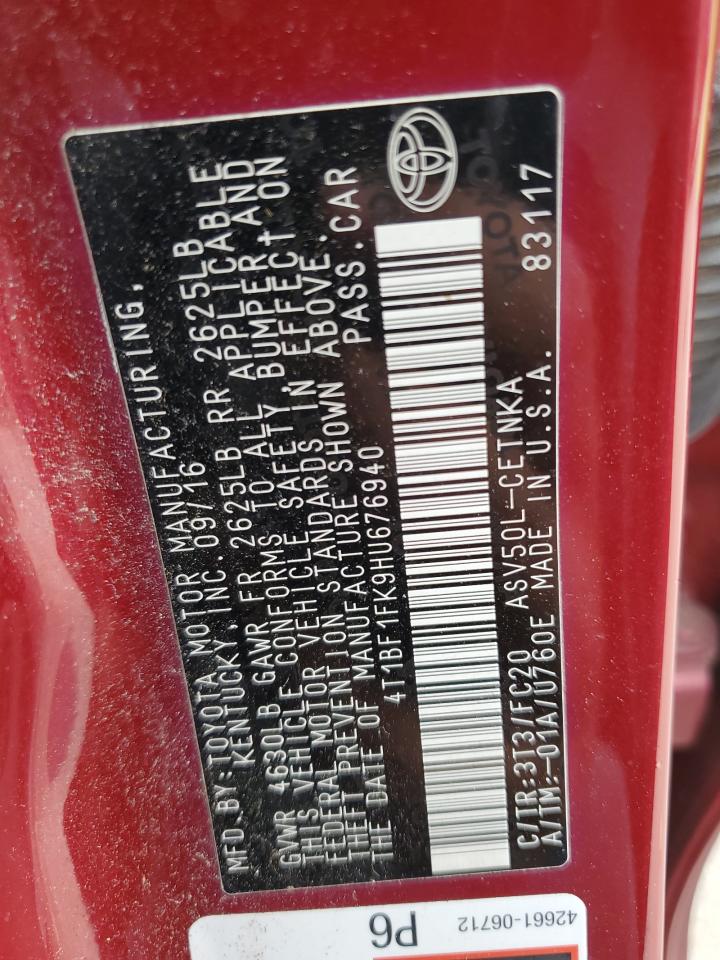 MFD.BY:TOYOTA MOTOR MANUFACTURING,
KENTUCKY,INC.09/16
GVWR 4630LB GAWR FR 2625LB RR 2625LB
THIS VEHICLE CONFORMS TO ALL APPLICABLE
FEDERAL MOTOR VEHICLE SAFETY,BUMPER,AND
THEFT PREVENTION STANDARDS IN EFFECT ON
THE DATE OF MANUFACTURE SHOWN ABOVE.
4T1BF1FK9HU676940 PASS.CAR
C/TR:3T3/FC20 ASV50L-CETNKA 83117
A/TM:-01A/U760E MADE IN U.S.A.
TOYOTA
42661-06712
P6